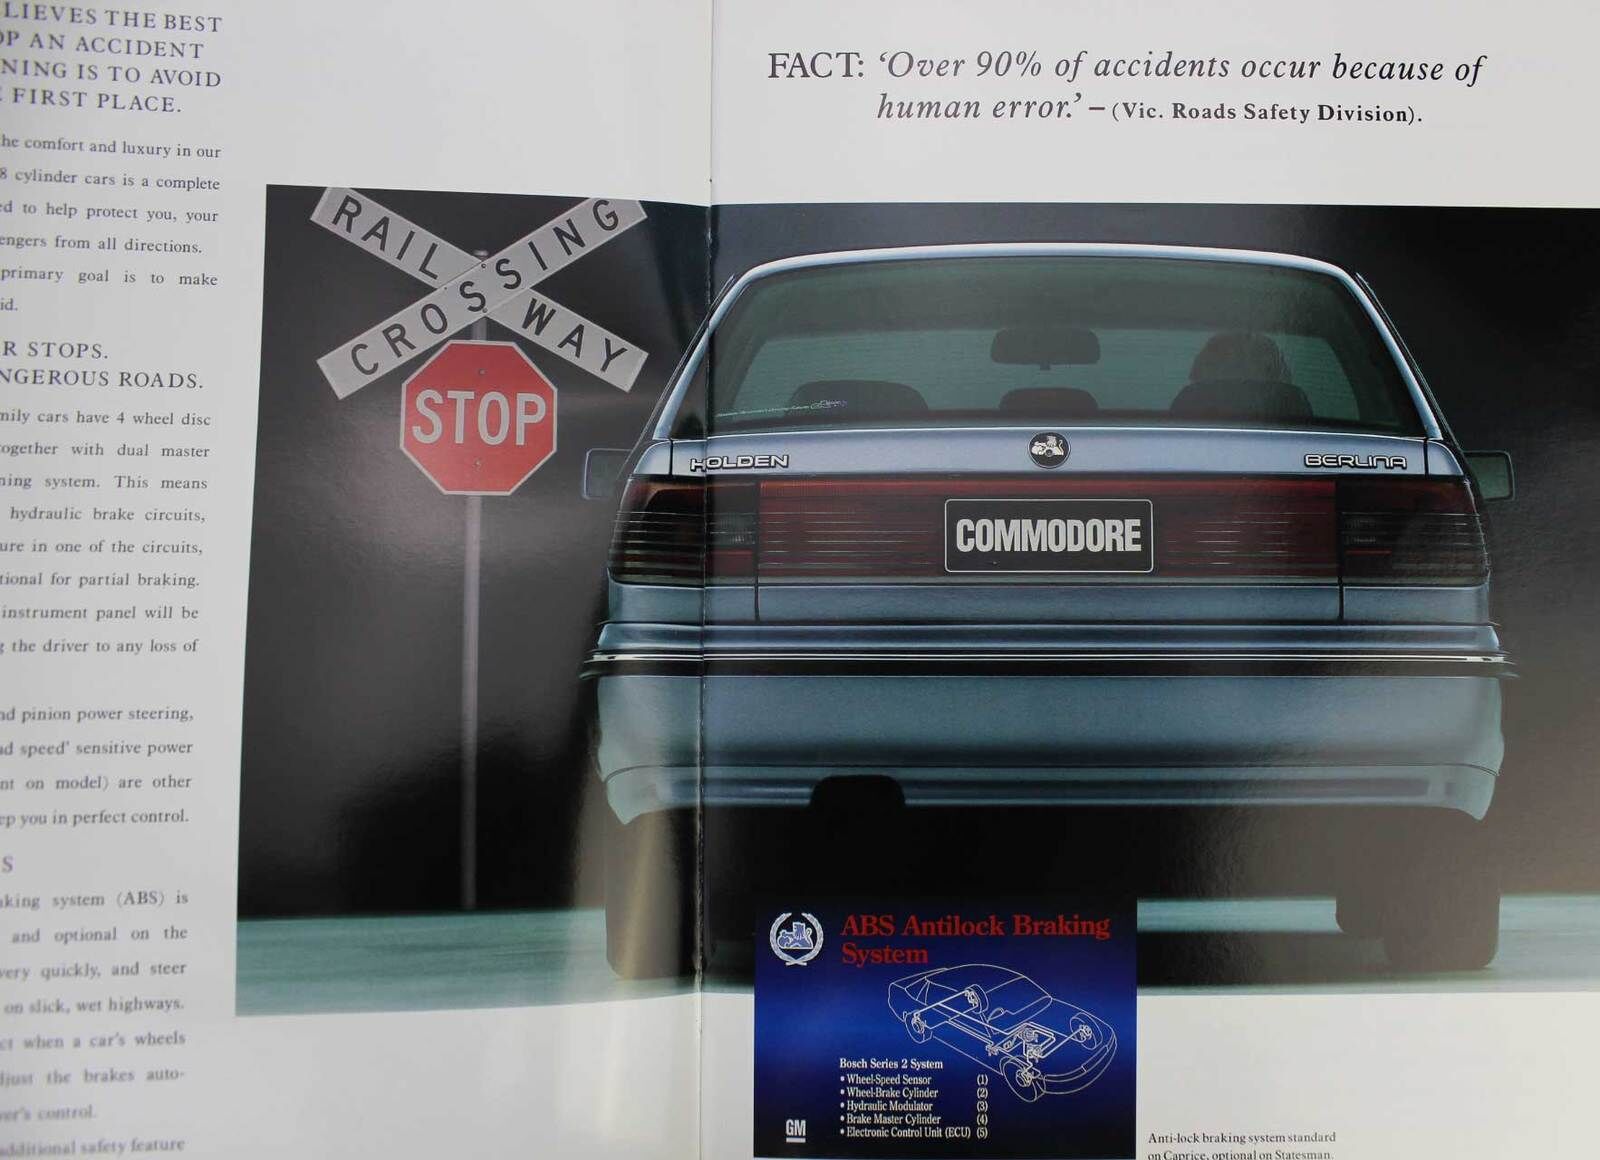 LIEVES THE BEST
OP AN ACCIDENT
NING IS TO AVOID
FIRST PLACE.
he comfort and luxury in our
8 cylinder cars is a complete
ed to help protect you, your
engers from all directions.
primary goal is to make
id.
R STOPS.
NGEROUS ROADS.
mily cars have 4 wheel disc
ogether with dual master
ning system. This means
hydraulic brake circuits,
ure in one of the circuits,
tional for partial braking.
instrument panel will be
g the driver to any loss of
nd pinion power steering,
ad speed' sensitive power
nt on model) are other
ep you in perfect control.
S
aking system (ABS) is
and optional on the
very quickly, and steer
on slick, wet highways.
ct when a car's wheels
djust the brakes auto-
ver's control.
additional safety feature
FACT: ‘Over 90% of accidents occur because of
human error.’ – (Vic. Roads Safety Division).
RAIL WAY
CROSSING
STOP
HOLDEN
BERLINA
COMMODORE
ABS Antilock Braking
System
Bosch Series 2 System
• Wheel-Speed Sensor (1)
• Wheel-Brake Cylinder (2)
• Hydraulic Modulator (3)
• Brake Master Cylinder (4)
• Electronic Control Unit (ECU) (5)
GM
Anti-lock braking system standard
on Caprice, optional on Statesman.